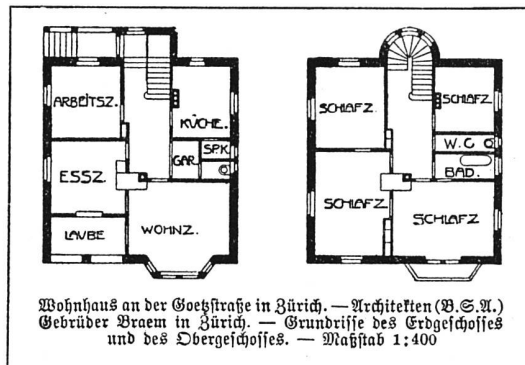 ARBEITSZ.
KÜCHE.
GAR.
SPK
ESSZ.
LAUBE
WOHNZ.
SCHLAFZ.
SCHLAFZ
W.C
BAD.
SCHLAFZ
SCHLAFZ
Wohnhaus an der Goetzstraße in Zürich. — Architekten (B.S.A.)
Gebrüder Braem in Zürich. — Grundrisse des Erdgeschosses
und des Obergeschosses. — Maßstab 1:400